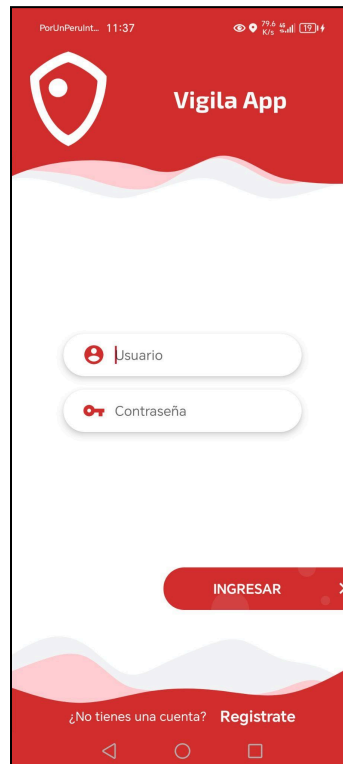 PorUnPeruInt... 11:37 79.6 K/s 19
Vigila App
Usuario
Contraseña
INGRESAR
¿No tienes una cuenta? Registrate